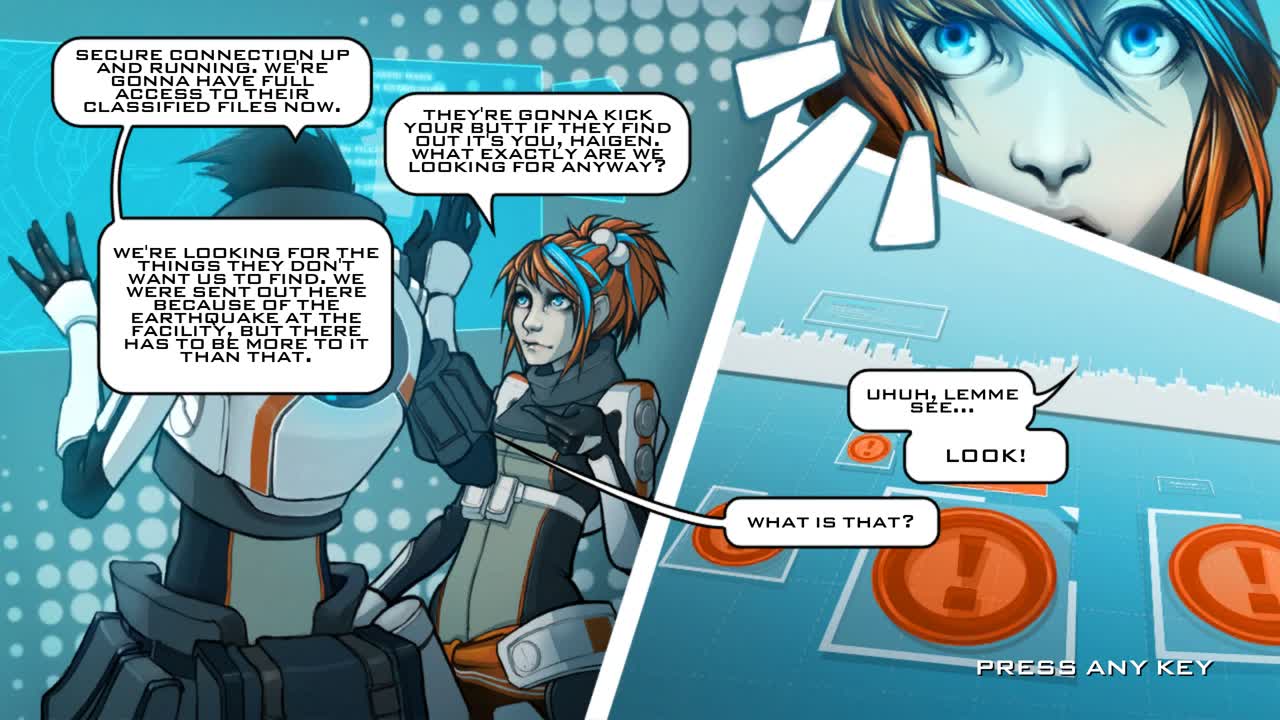 SECURE CONNECTION UP
AND RUNNING. WE'RE
GONNA HAVE FULL
ACCESS TO THEIR
CLASSIFIED FILES NOW.
THEY'RE GONNA KICK
YOUR BUTT IF THEY FIND
OUT IT'S YOU, HAIGEN.
WHAT EXACTLY ARE WE
LOOKING FOR ANYWAY?
WE'RE LOOKING FOR THE
THINGS THEY DON'T
WANT US TO FIND. WE
WERE SENT OUT HERE
BECAUSE OF THE
EARTHQUAKE AT THE
FACILITY, BUT THERE
HAS TO BE MORE TO IT
THAN THAT.
UHUH, LEMME
SEE...
LOOK!
WHAT IS THAT?
PRESS ANY KEY